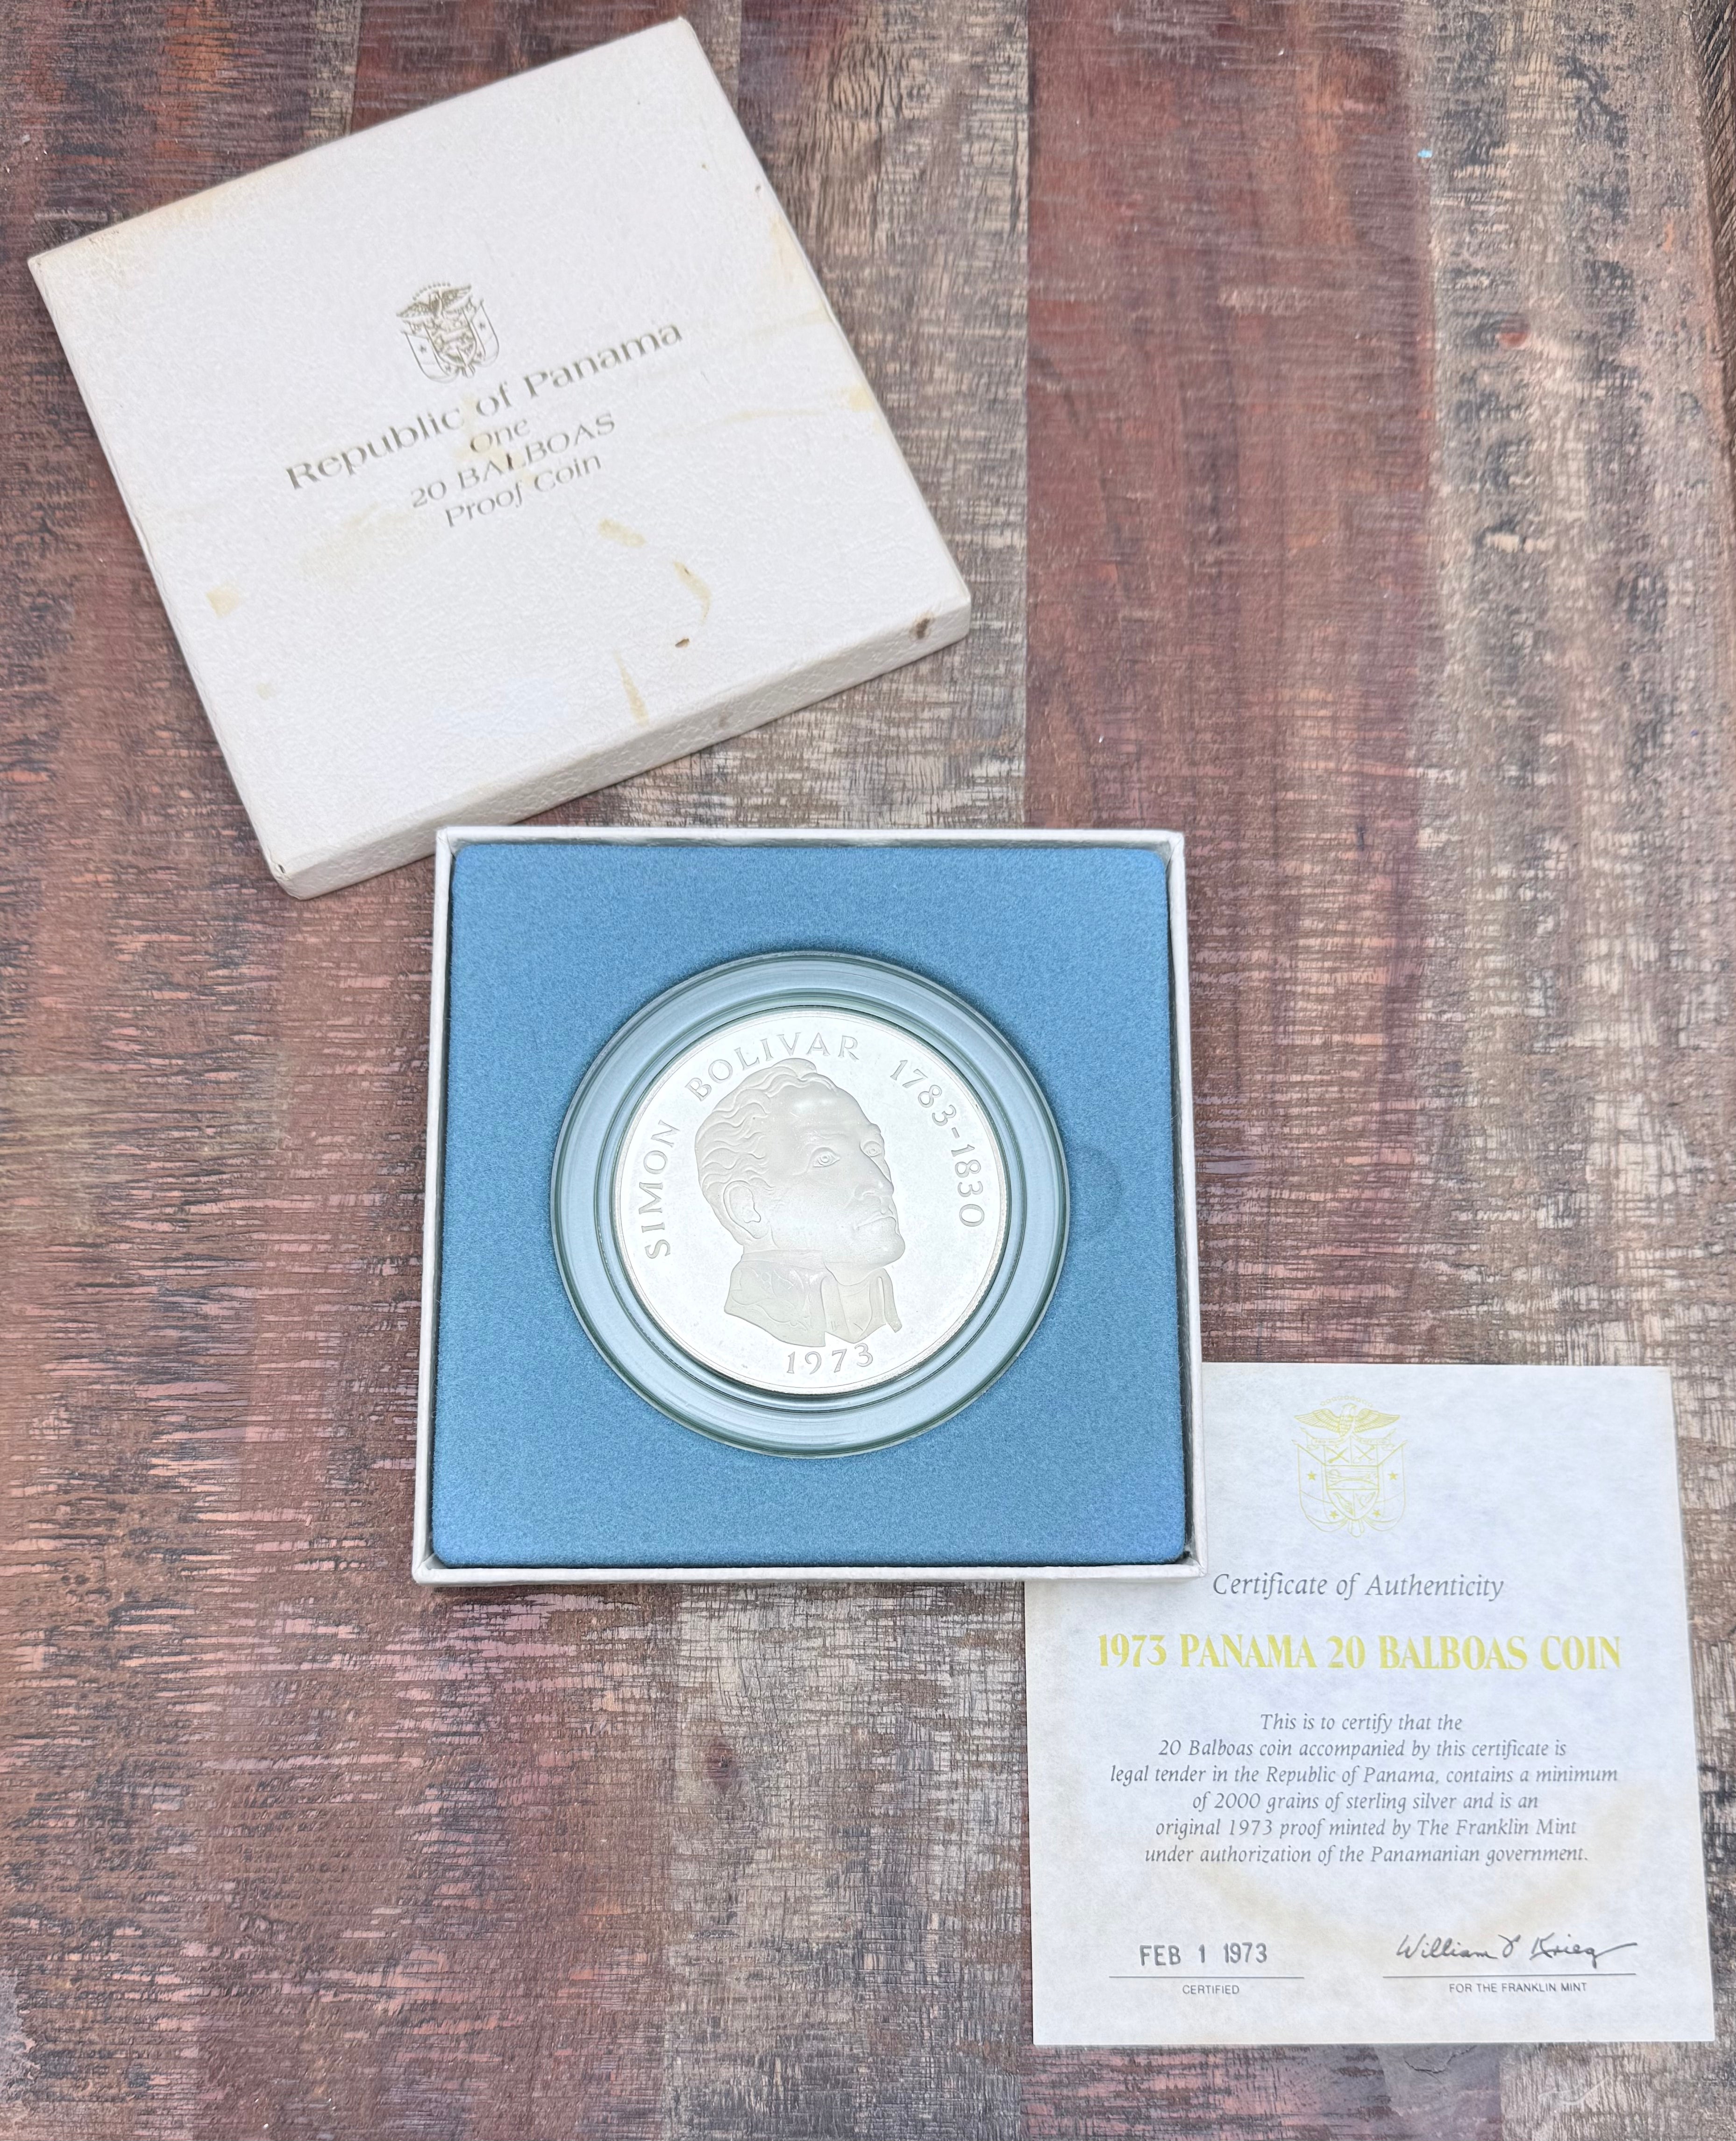 Republic of Panama
One
20 BALBOAS
Proof Coin
SIMON BOLIVAR 1783-1830
1973
Certificate of Authenticity
1973 PANAMA 20 BALBOAS COIN
This is to certify that the
20 Balboas coin accompanied by this certificate is
legal tender in the Republic of Panama, contains a minimum
of 2000 grains of sterling silver and is an
original 1973 proof minted by The Franklin Mint
under authorization of the Panamanian government.
FEB 1 1973
CERTIFIED
William Krieg
FOR THE FRANKLIN MINT